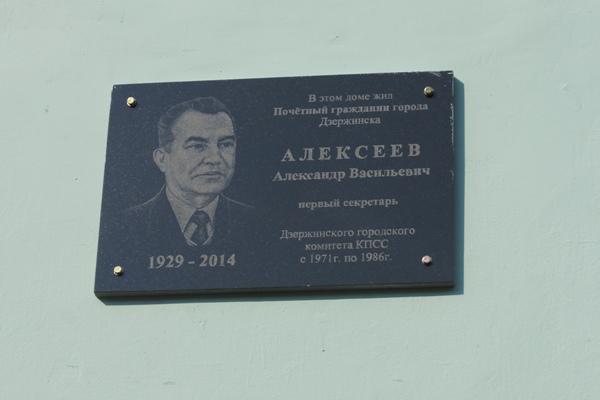 В этом доме жил
Почётный гражданин города
Дзержинска
АЛЕКСЕЕВ
Александр Васильевич
первый секретарь
Дзержинского городского
комитета КПСС
с 1971г. по 1986г.
1929 - 2014